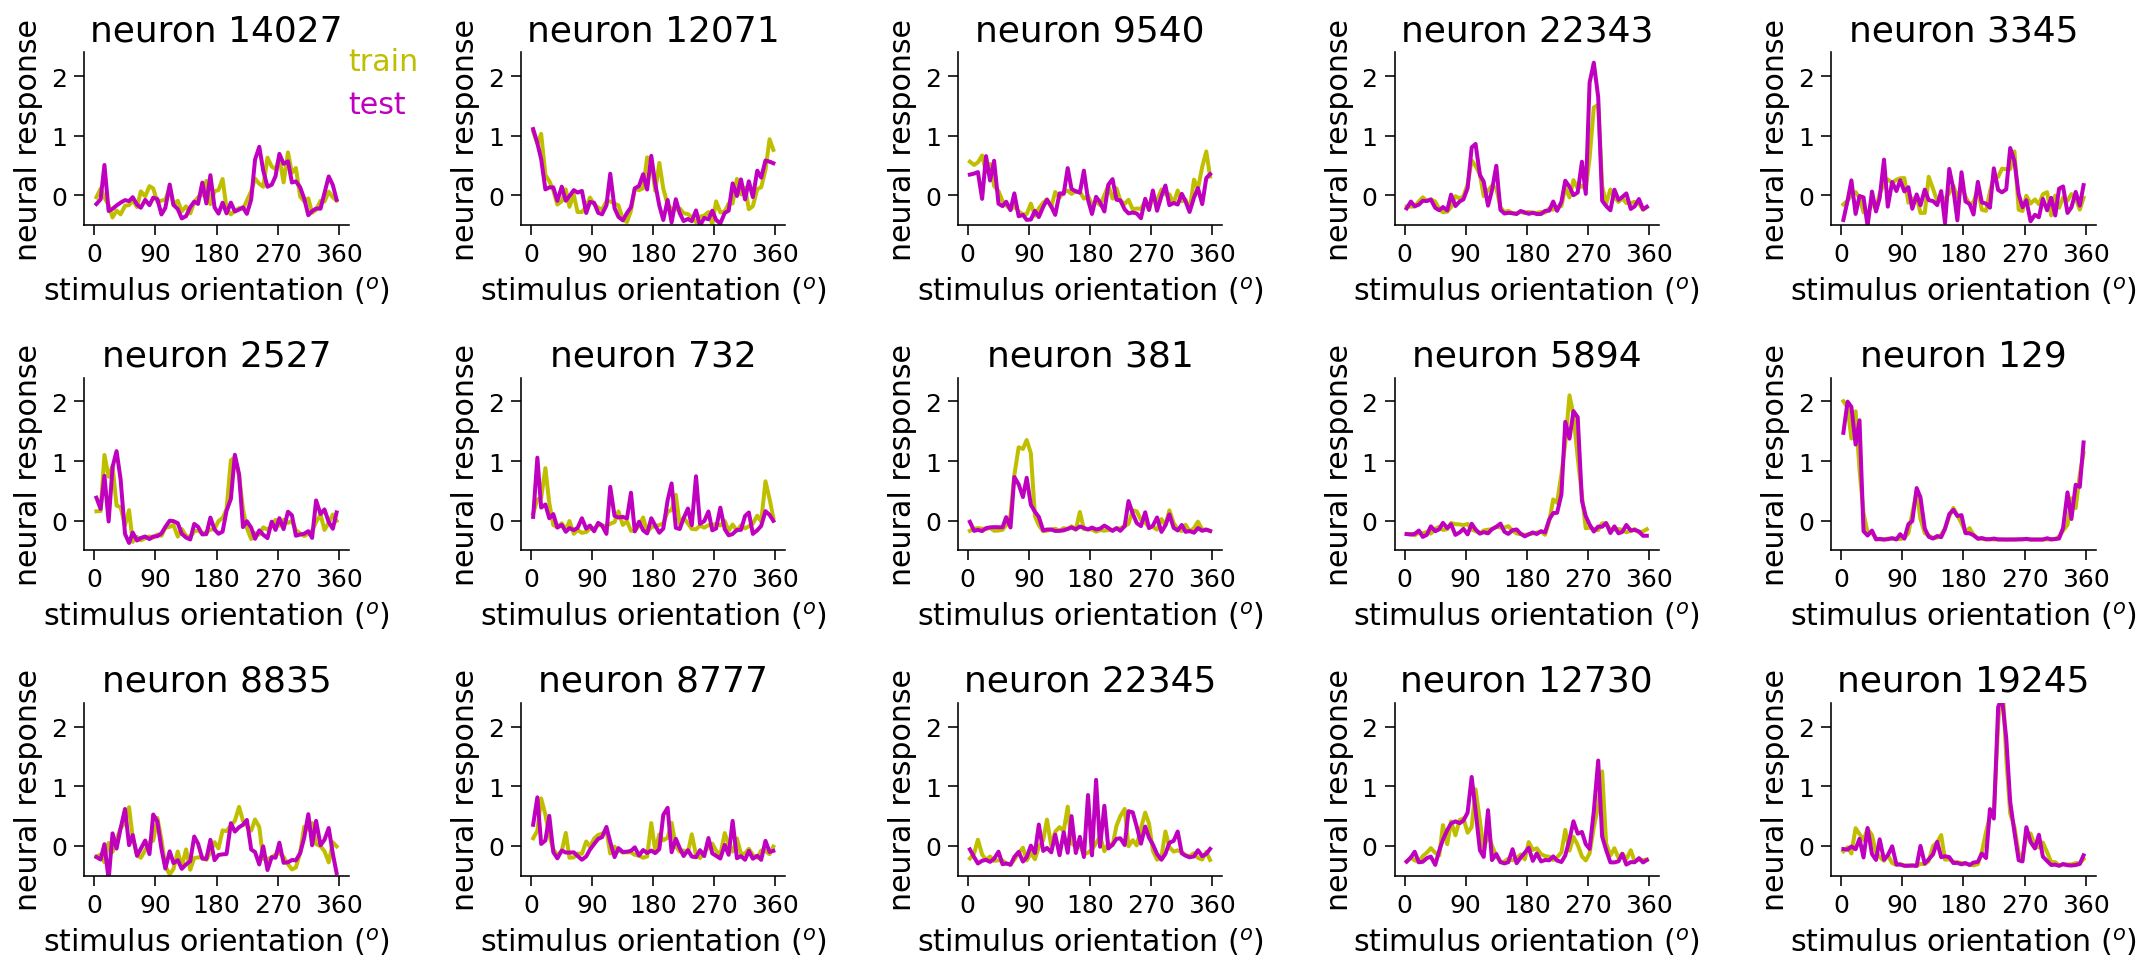 neuron 14027
neuron 12071
neuron 9540
neuron 22343
neuron 3345
train
test
neural response
2
1
0
0 90 180 270 360
stimulus orientation (o)
neural response
2
1
0
0 90 180 270 360
stimulus orientation (o)
neural response
2
1
0
0 90 180 270 360
stimulus orientation (o)
neural response
2
1
0
0 90 180 270 360
stimulus orientation (o)
neural response
2
1
0
0 90 180 270 360
stimulus orientation (o)
neuron 2527
neuron 732
neuron 381
neuron 5894
neuron 129
neural response
2
1
0
0 90 180 270 360
stimulus orientation (o)
neural response
2
1
0
0 90 180 270 360
stimulus orientation (o)
neural response
2
1
0
0 90 180 270 360
stimulus orientation (o)
neural response
2
1
0
0 90 180 270 360
stimulus orientation (o)
neural response
2
1
0
0 90 180 270 360
stimulus orientation (o)
neuron 8835
neuron 8777
neuron 22345
neuron 12730
neuron 19245
neural response
2
1
0
0 90 180 270 360
stimulus orientation (o)
neural response
2
1
0
0 90 180 270 360
stimulus orientation (o)
neural response
2
1
0
0 90 180 270 360
stimulus orientation (o)
neural response
2
1
0
0 90 180 270 360
stimulus orientation (o)
neural response
2
1
0
0 90 180 270 360
stimulus orientation (o)